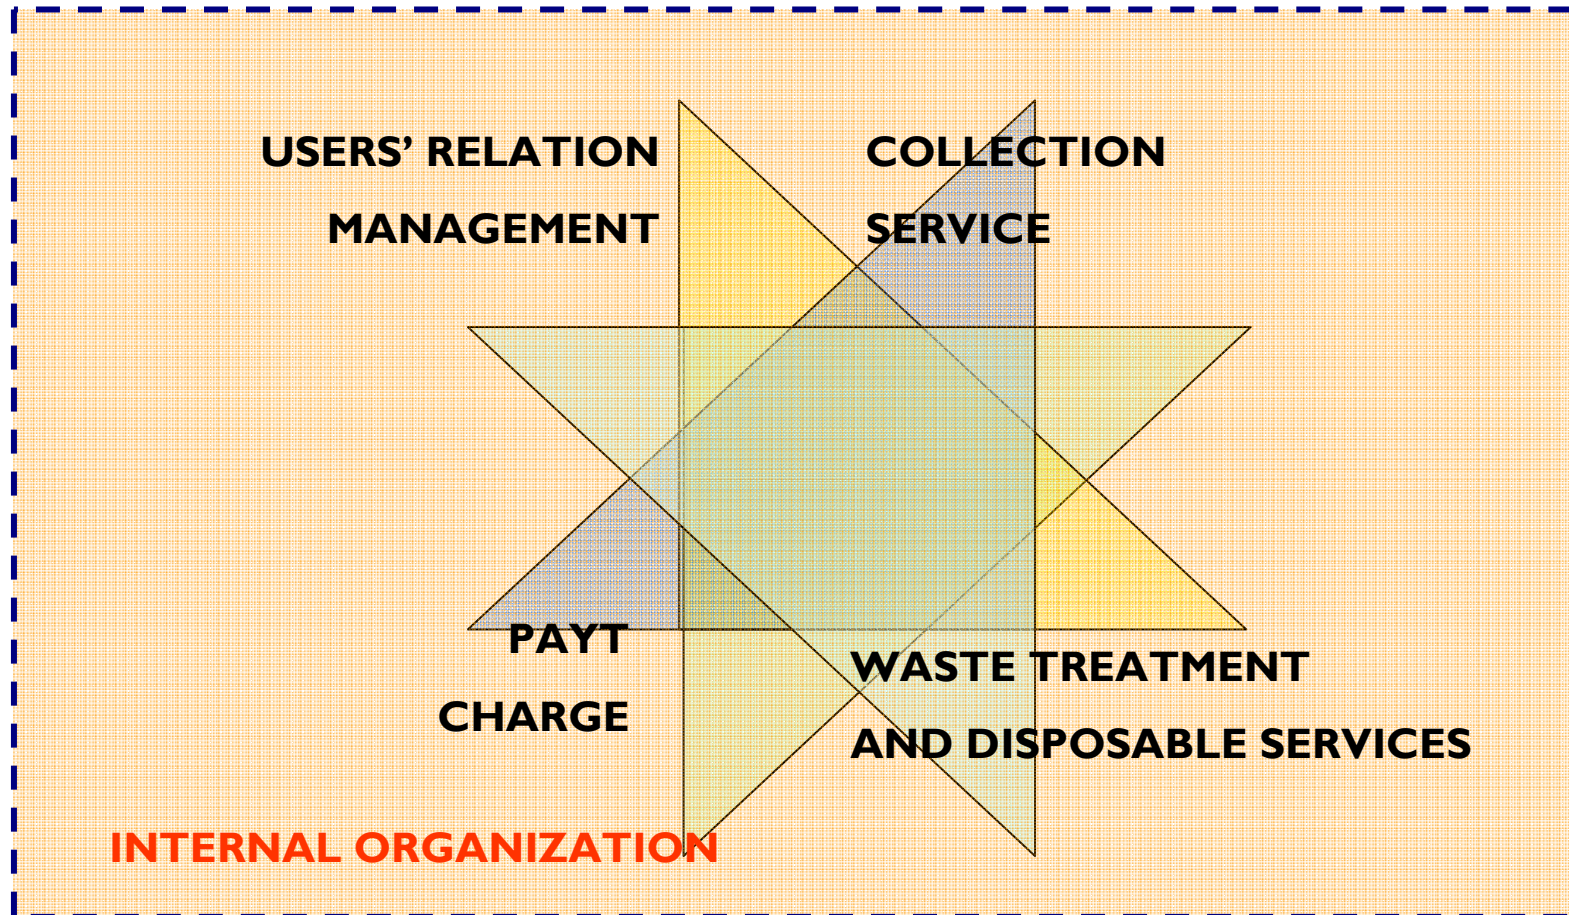 USERS’ RELATION
MANAGEMENT
COLLECTION
SERVICE
PAYT
CHARGE
WASTE TREATMENT
AND DISPOSABLE SERVICES
INTERNAL ORGANIZATION